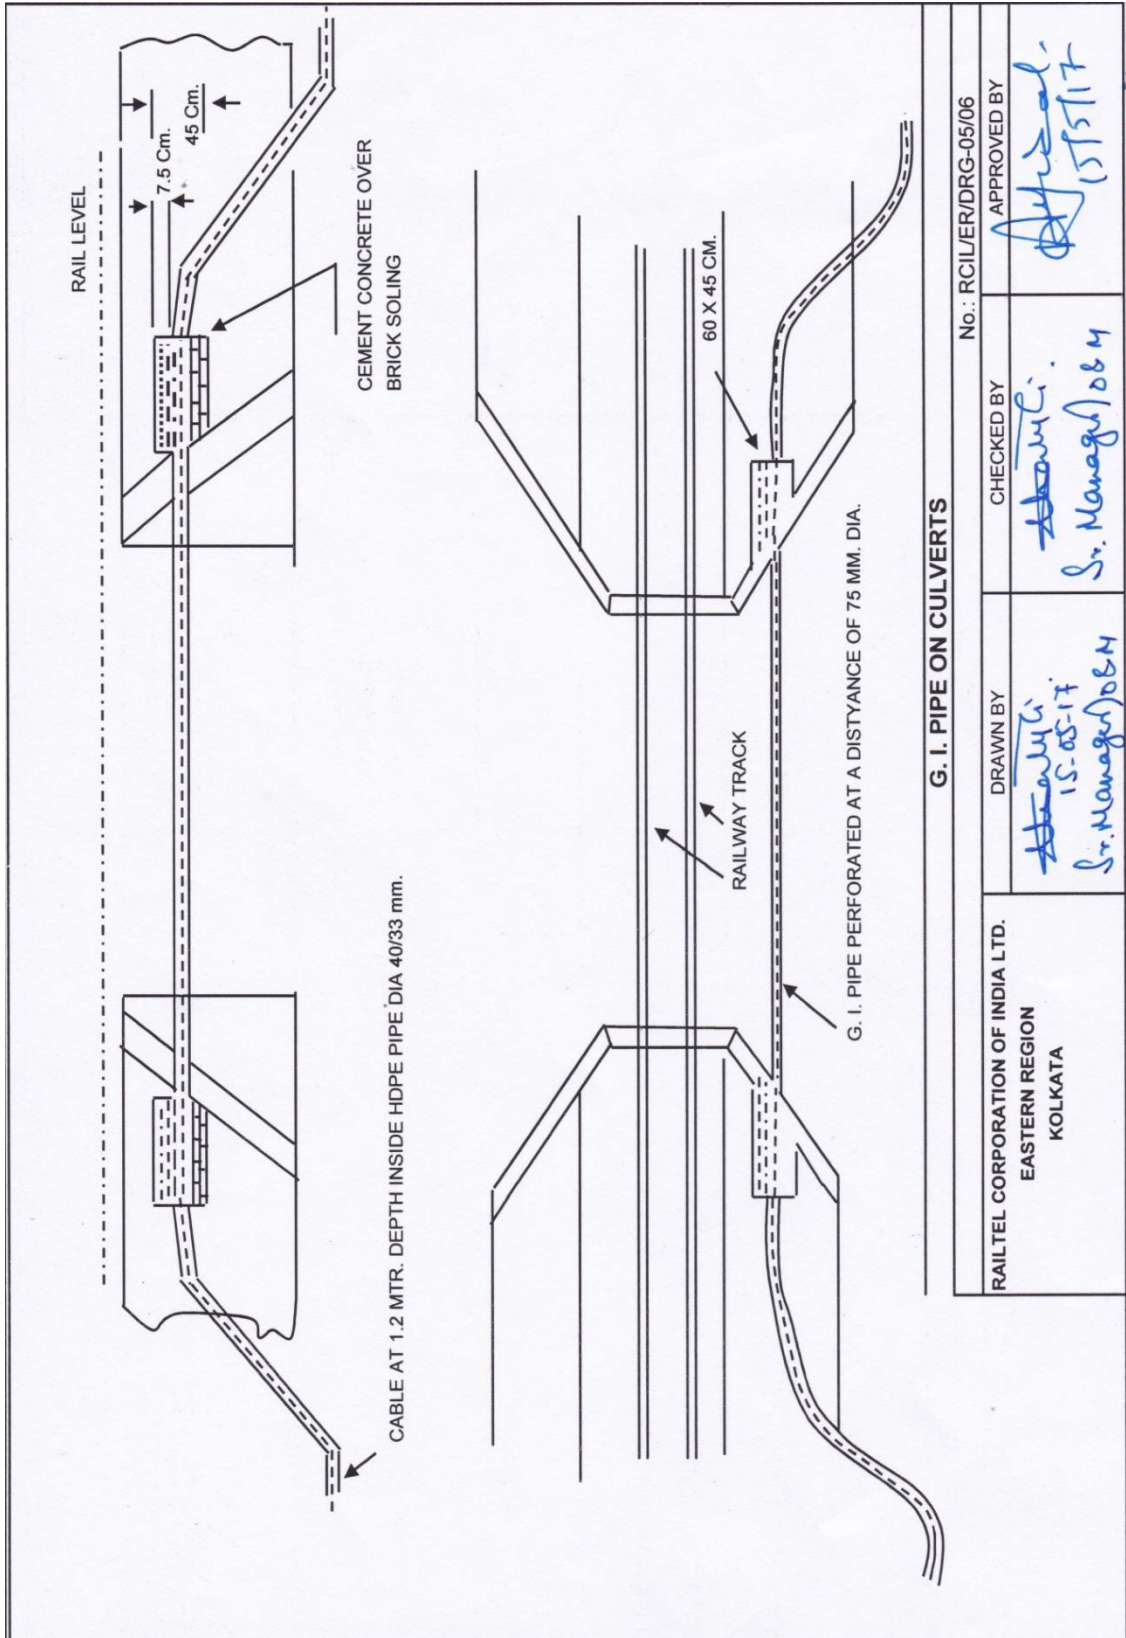 RAIL LEVEL
7.5 Cm.
45 Cm.
CEMENT CONCRETE OVER
BRICK SOLING
CABLE AT 1.2 MTR. DEPTH INSIDE HDPE PIPE DIA 40/33 mm.
60 X 45 CM.
RAILWAY TRACK
G. I. PIPE PERFORATED AT A DISTYANCE OF 75 MM. DIA.
G. I. PIPE ON CULVERTS
No.: RCIL/ER/DRG-05/06
RAILTEL CORPORATION OF INDIA LTD.
EASTERN REGION
KOLKATA
DRAWN BY
15-05-17
Sr. Manager/O&M
CHECKED BY
Sr. Manager/O&M
APPROVED BY
15/5/17